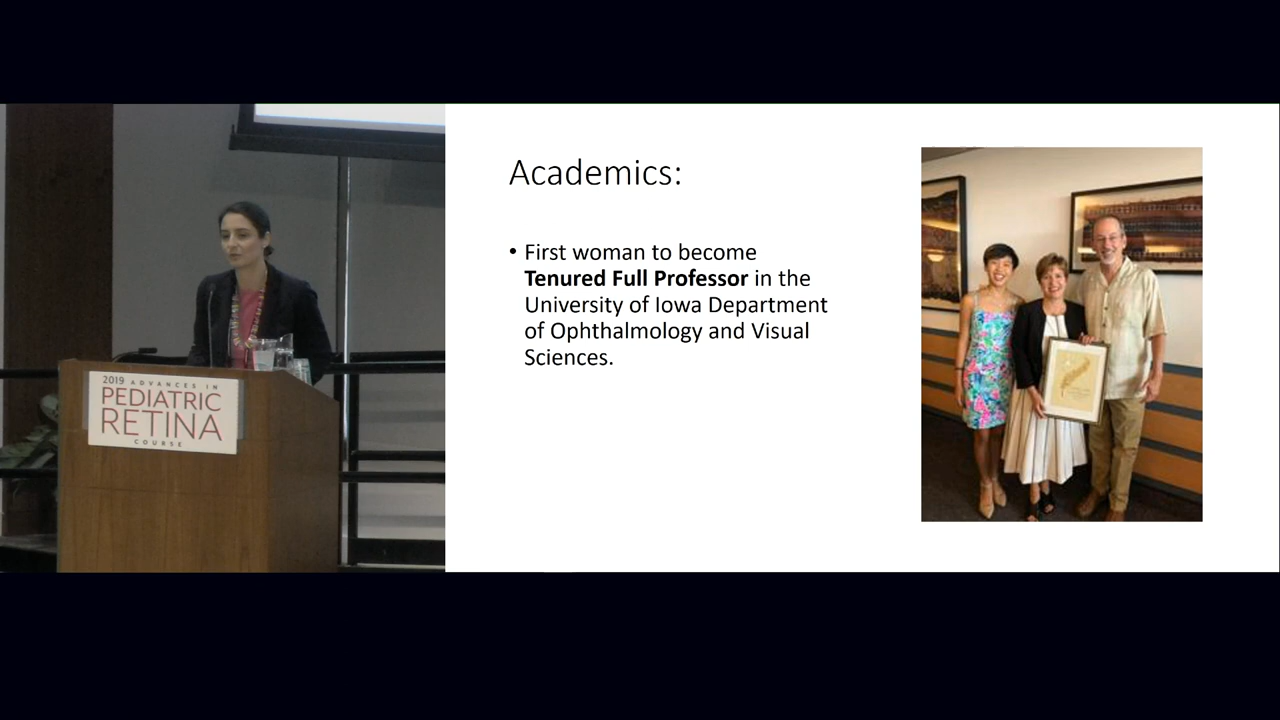 2019 ADVANCES IN
PEDIATRIC
RETINA
COURSE
Academics:
• First woman to become
Tenured Full Professor in the
University of Iowa Department
of Ophthalmology and Visual
Sciences.